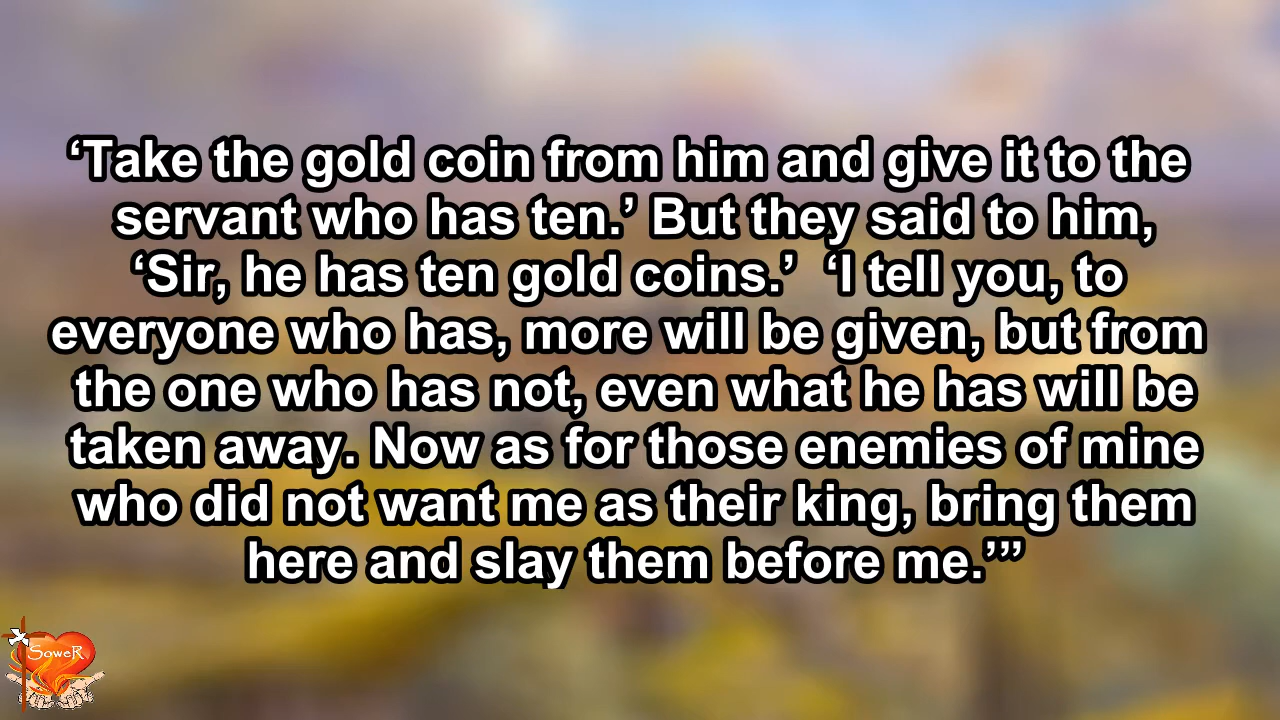 ‘Take the gold coin from him and give it to the
servant who has ten.’ But they said to him,
‘Sir, he has ten gold coins.’  ‘I tell you, to
everyone who has, more will be given, but from
the one who has not, even what he has will be
taken away. Now as for those enemies of mine
who did not want me as their king, bring them
here and slay them before me.’”
SoweR